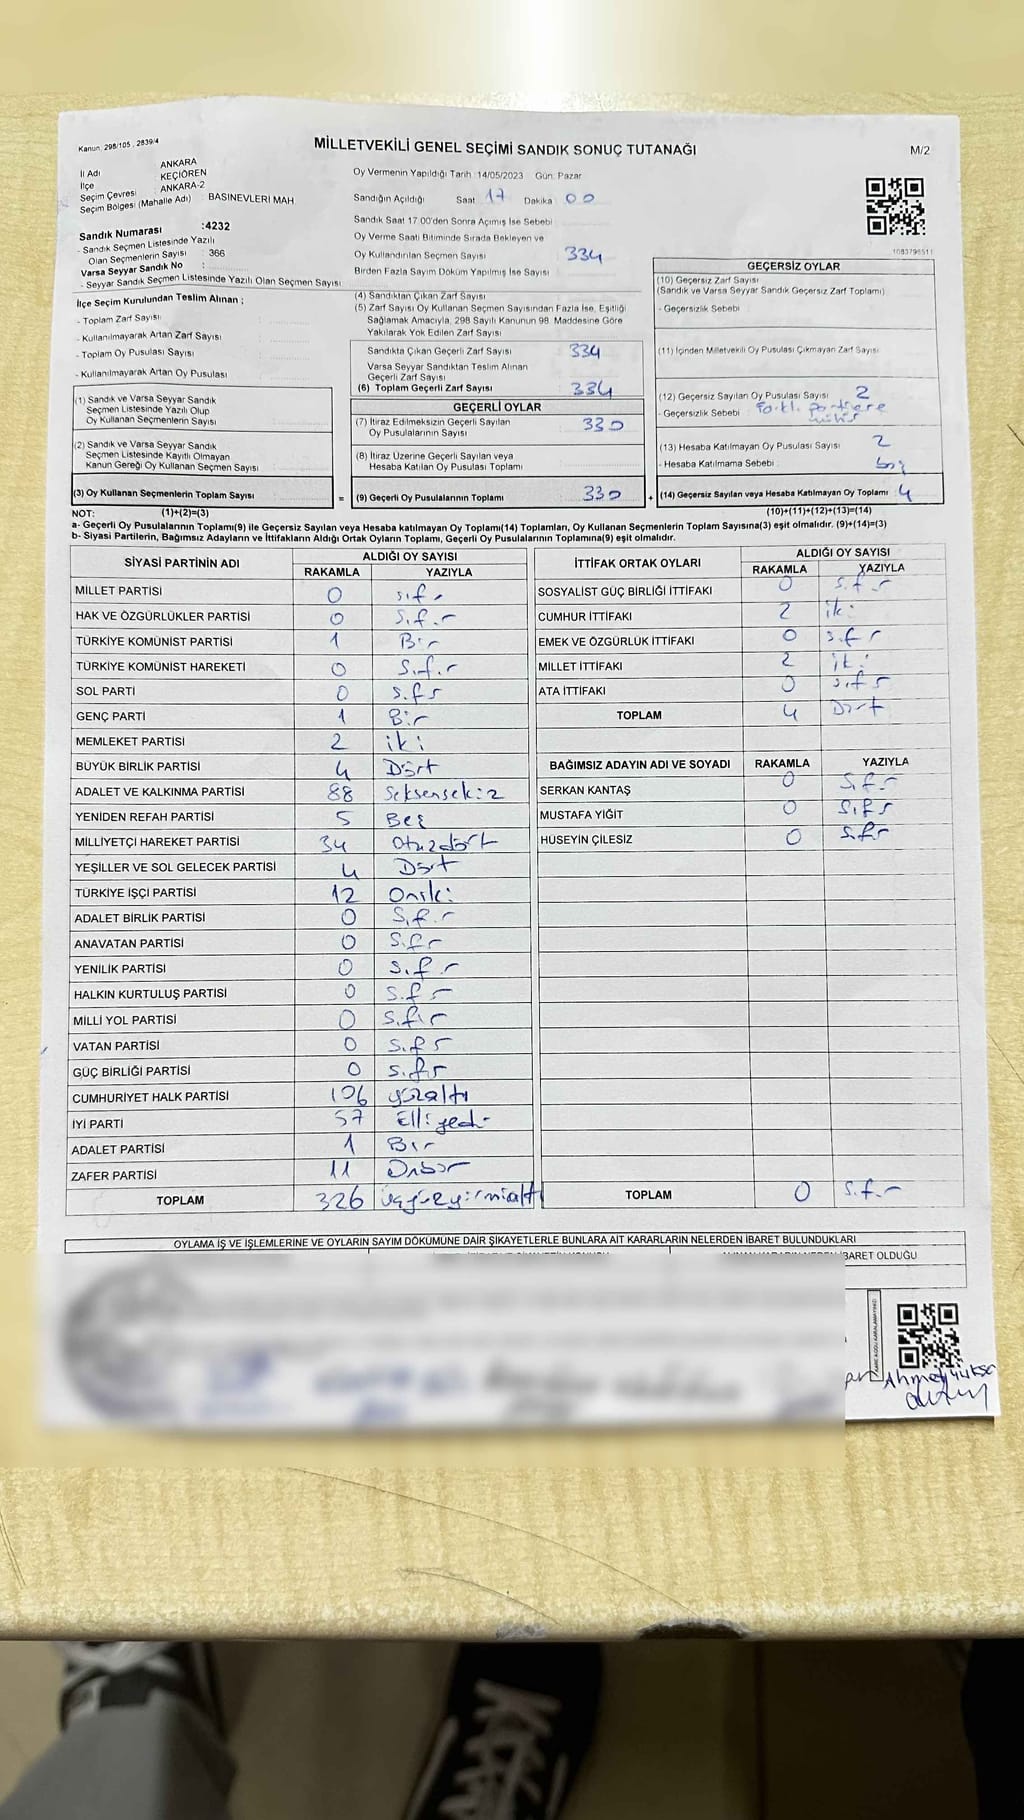 Kanun: 298/105, 2839/4
MİLLETVEKİLİ GENEL SEÇİMİ SANDIK SONUÇ TUTANAĞI
M/2
İl Adı : ANKARA
İlçe : KEÇİÖREN
Seçim Çevresi : ANKARA-2
Seçim Bölgesi (Mahalle Adı) : BASINEVLERİ MAH
Oy Vermenin Yapıldığı Tarih: 14/05/2023 Gün: Pazar
Sandığın Açıldığı Saat 17 Dakika 00
Sandık Saat 17:00'den Sonra Açılmış İse Sebebi
Oy Verme Saati Bitiminde Sırada Bekleyen ve
Oy Kullandırılan Seçmen Sayısı 334
Birden Fazla Sayım Döküm Yapılmış İse Sayısı
Sandık Numarası :4232
- Sandık Seçmen Listesinde Yazılı
Olan Seçmenlerin Sayısı : 366
Varsa Seyyar Sandık No :
- Seyyar Sandık Seçmen Listesinde Yazılı Olan Seçmen Sayısı
İlçe Seçim Kurulundan Teslim Alınan ;
- Toplam Zarf Sayısı
- Kullanılmayarak Artan Zarf Sayısı
- Toplam Oy Pusulası Sayısı
- Kullanılmayarak Artan Oy Pusulası
(1) Sandık ve Varsa Seyyar Sandık
Seçmen Listesinde Yazılı Olup
Oy Kullanan Seçmenlerin Sayısı
(2) Sandık ve Varsa Seyyar Sandık
Seçmen Listesinde Kayıtlı Olmayan
Kanun Gereği Oy Kullanan Seçmen Sayısı
(3) Oy Kullanan Seçmenlerin Toplam Sayısı
(4) Sandıktan Çıkan Zarf Sayısı
(5) Zarf Sayısı Oy Kullanan Seçmen Sayısından Fazla İse, Eşitliği
Sağlamak Amacıyla, 298 Sayılı Kanunun 98. Maddesine Göre
Yakılarak Yok Edilen Zarf Sayısı
Sandıkta Çıkan Geçerli Zarf Sayısı 334
Varsa Seyyar Sandıktan Teslim Alınan
Geçerli Zarf Sayısı
(6) Toplam Geçerli Zarf Sayısı 334
GEÇERLİ OYLAR
(7) İtiraz Edilmeksizin Geçerli Sayılan
Oy Pusulalarının Sayısı 330
(8) İtiraz Üzerine Geçerli Sayılan veya
Hesaba Katılan Oy Pusulası Toplamı
= (9) Geçerli Oy Pusulalarının Toplamı 330 +
1083798511
GEÇERSİZ OYLAR
(10) Geçersiz Zarf Sayısı
(Sandık ve Varsa Seyyar Sandık Geçersiz Zarf Toplamı)
- Geçersizlik Sebebi
(11) İçinden Milletvekili Oy Pusulası Çıkmayan Zarf Sayısı
(12) Geçersiz Sayılan Oy Pusulası Sayısı 2
- Geçersizlik Sebebi
(13) Hesaba Katılmayan Oy Pusulası Sayısı 2
- Hesaba Katılmama Sebebi boş
(14) Geçersiz Sayılan veya Hesaba Katılmayan Oy Toplamı 4
NOT: (1)+(2)=(3) (10)+(11)+(12)+(13)=(14)
a- Geçerli Oy Pusulalarının Toplamı(9) ile Geçersiz Sayılan veya Hesaba katılmayan Oy Toplamı(14) Toplamları, Oy Kullanan Seçmenlerin Toplam Sayısına(3) eşit olmalıdır. (9)+(14)=(3)
b- Siyasi Partilerin, Bağımsız Adayların ve İttifakların Aldığı Ortak Oyların Toplamı, Geçerli Oy Pusulalarının Toplamına(9) eşit olmalıdır.
SİYASİ PARTİNİN ADI ALDIĞI OY SAYISI
RAKAMLA YAZIYLA
MİLLET PARTİSİ 0 sıfır
HAK VE ÖZGÜRLÜKLER PARTİSİ 0 Sıfır
TÜRKİYE KOMÜNİST PARTİSİ 1 Bir
TÜRKİYE KOMÜNİST HAREKETİ 0 Sıfır
SOL PARTİ 0 sıfır
GENÇ PARTİ 1 Bir
MEMLEKET PARTİSİ 2 iki
BÜYÜK BİRLİK PARTİSİ 4 Dört
ADALET VE KALKINMA PARTİSİ 88 Seksensekiz
YENİDEN REFAH PARTİSİ 5 Beş
MİLLİYETÇİ HAREKET PARTİSİ 34 Otuzdört
YEŞİLLER VE SOL GELECEK PARTİSİ 4 Dört
TÜRKİYE İŞÇİ PARTİSİ 12 Oniki
ADALET BİRLİK PARTİSİ 0 Sıfır
ANAVATAN PARTİSİ 0 Sıfır
YENİLİK PARTİSİ 0 Sıfır
HALKIN KURTULUŞ PARTİSİ 0 Sıfır
MİLLİ YOL PARTİSİ 0 Sıfır
VATAN PARTİSİ 0 Sıfır
GÜÇ BİRLİĞİ PARTİSİ 0 Sıfır
CUMHURİYET HALK PARTİSİ 106 yüzaltı
İYİ PARTİ 57 Elliyedi
ADALET PARTİSİ 1 Bir
ZAFER PARTİSİ 11 Onbir
TOPLAM 326 üçyüzyirmialtı
İTTİFAK ORTAK OYLARI ALDIĞI OY SAYISI
RAKAMLA YAZIYLA
SOSYALİST GÜÇ BİRLİĞİ İTTİFAKI 0 Sıfır
CUMHUR İTTİFAKI 2 iki
EMEK VE ÖZGÜRLÜK İTTİFAKI 0 Sıfır
MİLLET İTTİFAKI 2 iki
ATA İTTİFAKI 0 sıfır
TOPLAM 4 Dört
BAĞIMSIZ ADAYIN ADI VE SOYADI RAKAMLA YAZIYLA
SERKAN KANTAŞ 0 Sıfır
MUSTAFA YİĞİT 0 Sıfır
HÜSEYİN ÇİLESİZ 0 Sıfır
TOPLAM 0 Sıfır
OYLAMA İŞ VE İŞLEMLERİNE VE OYLARIN SAYIM DÖKÜMÜNE DAİR ŞİKAYETLERLE BUNLARA AİT KARARLARIN NELERDEN İBARET BULUNDUKLARI
İBARET OLDUĞU
Ahmet